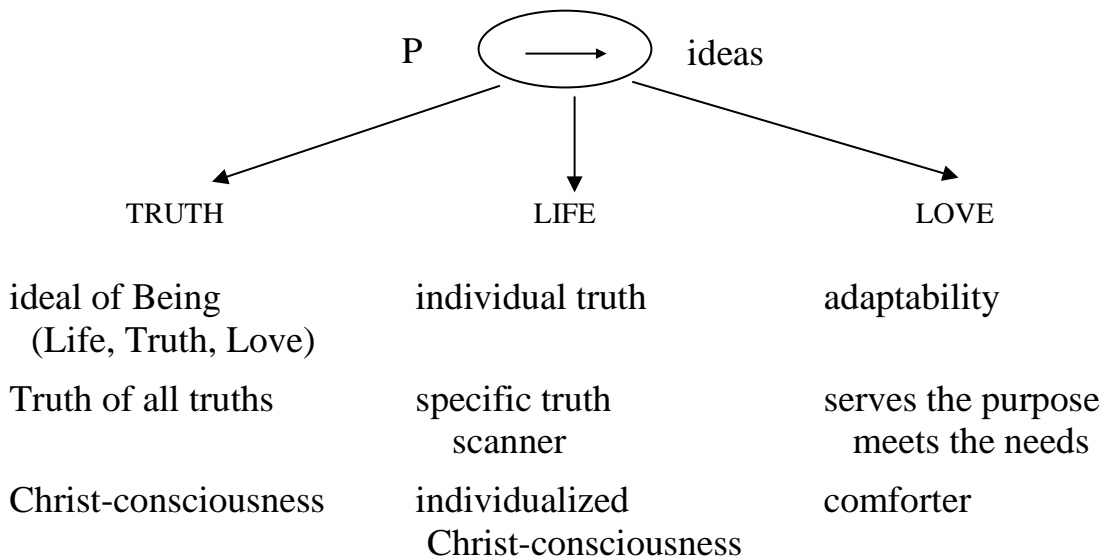 P ideas
TRUTH LIFE LOVE
ideal of Being individual truth adaptability
(Life, Truth, Love)
Truth of all truths specific truth serves the purpose
scanner meets the needs
Christ-consciousness individualized comforter
Christ-consciousness